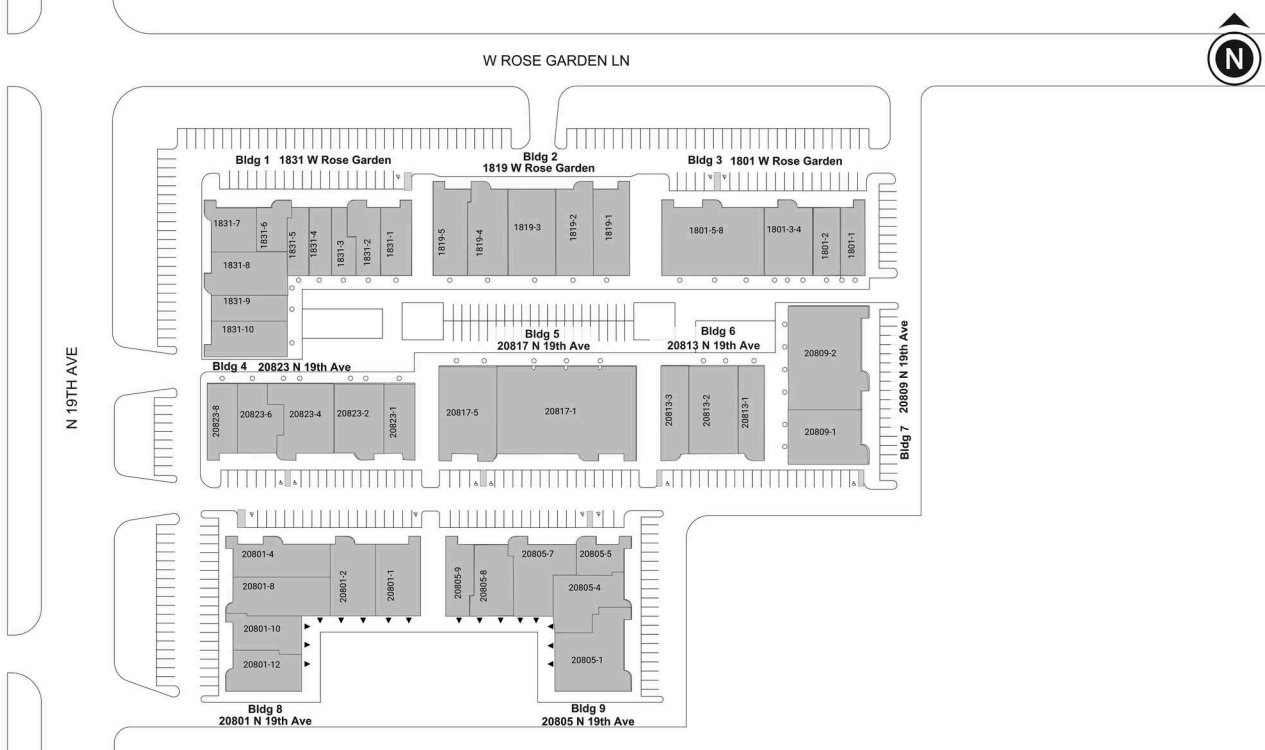 W ROSE GARDEN LN
N
N 19TH AVE
Bldg 1 1831 W Rose Garden
Bldg 2
1819 W Rose Garden
Bldg 3 1801 W Rose Garden
1831-7
1831-6
1831-5
1831-4
1831-3
1831-2
1831-1
1831-8
1831-9
1831-10
1819-5
1819-4
1819-3
1819-2
1819-1
1801-5-8
1801-3-4
1801-2
1801-1
Bldg 4 20823 N 19th Ave
Bldg 5
20817 N 19th Ave
Bldg 6
20813 N 19th Ave
Bldg 7 20809 N 19th Ave
20823-8
20823-6
20823-4
20823-2
20823-1
20817-5
20817-1
20813-3
20813-2
20813-1
20809-2
20809-1
20801-4
20801-8
20801-2
20801-1
20801-10
20801-12
20805-9
20805-8
20805-7
20805-5
20805-4
20805-1
Bldg 8
20801 N 19th Ave
Bldg 9
20805 N 19th Ave